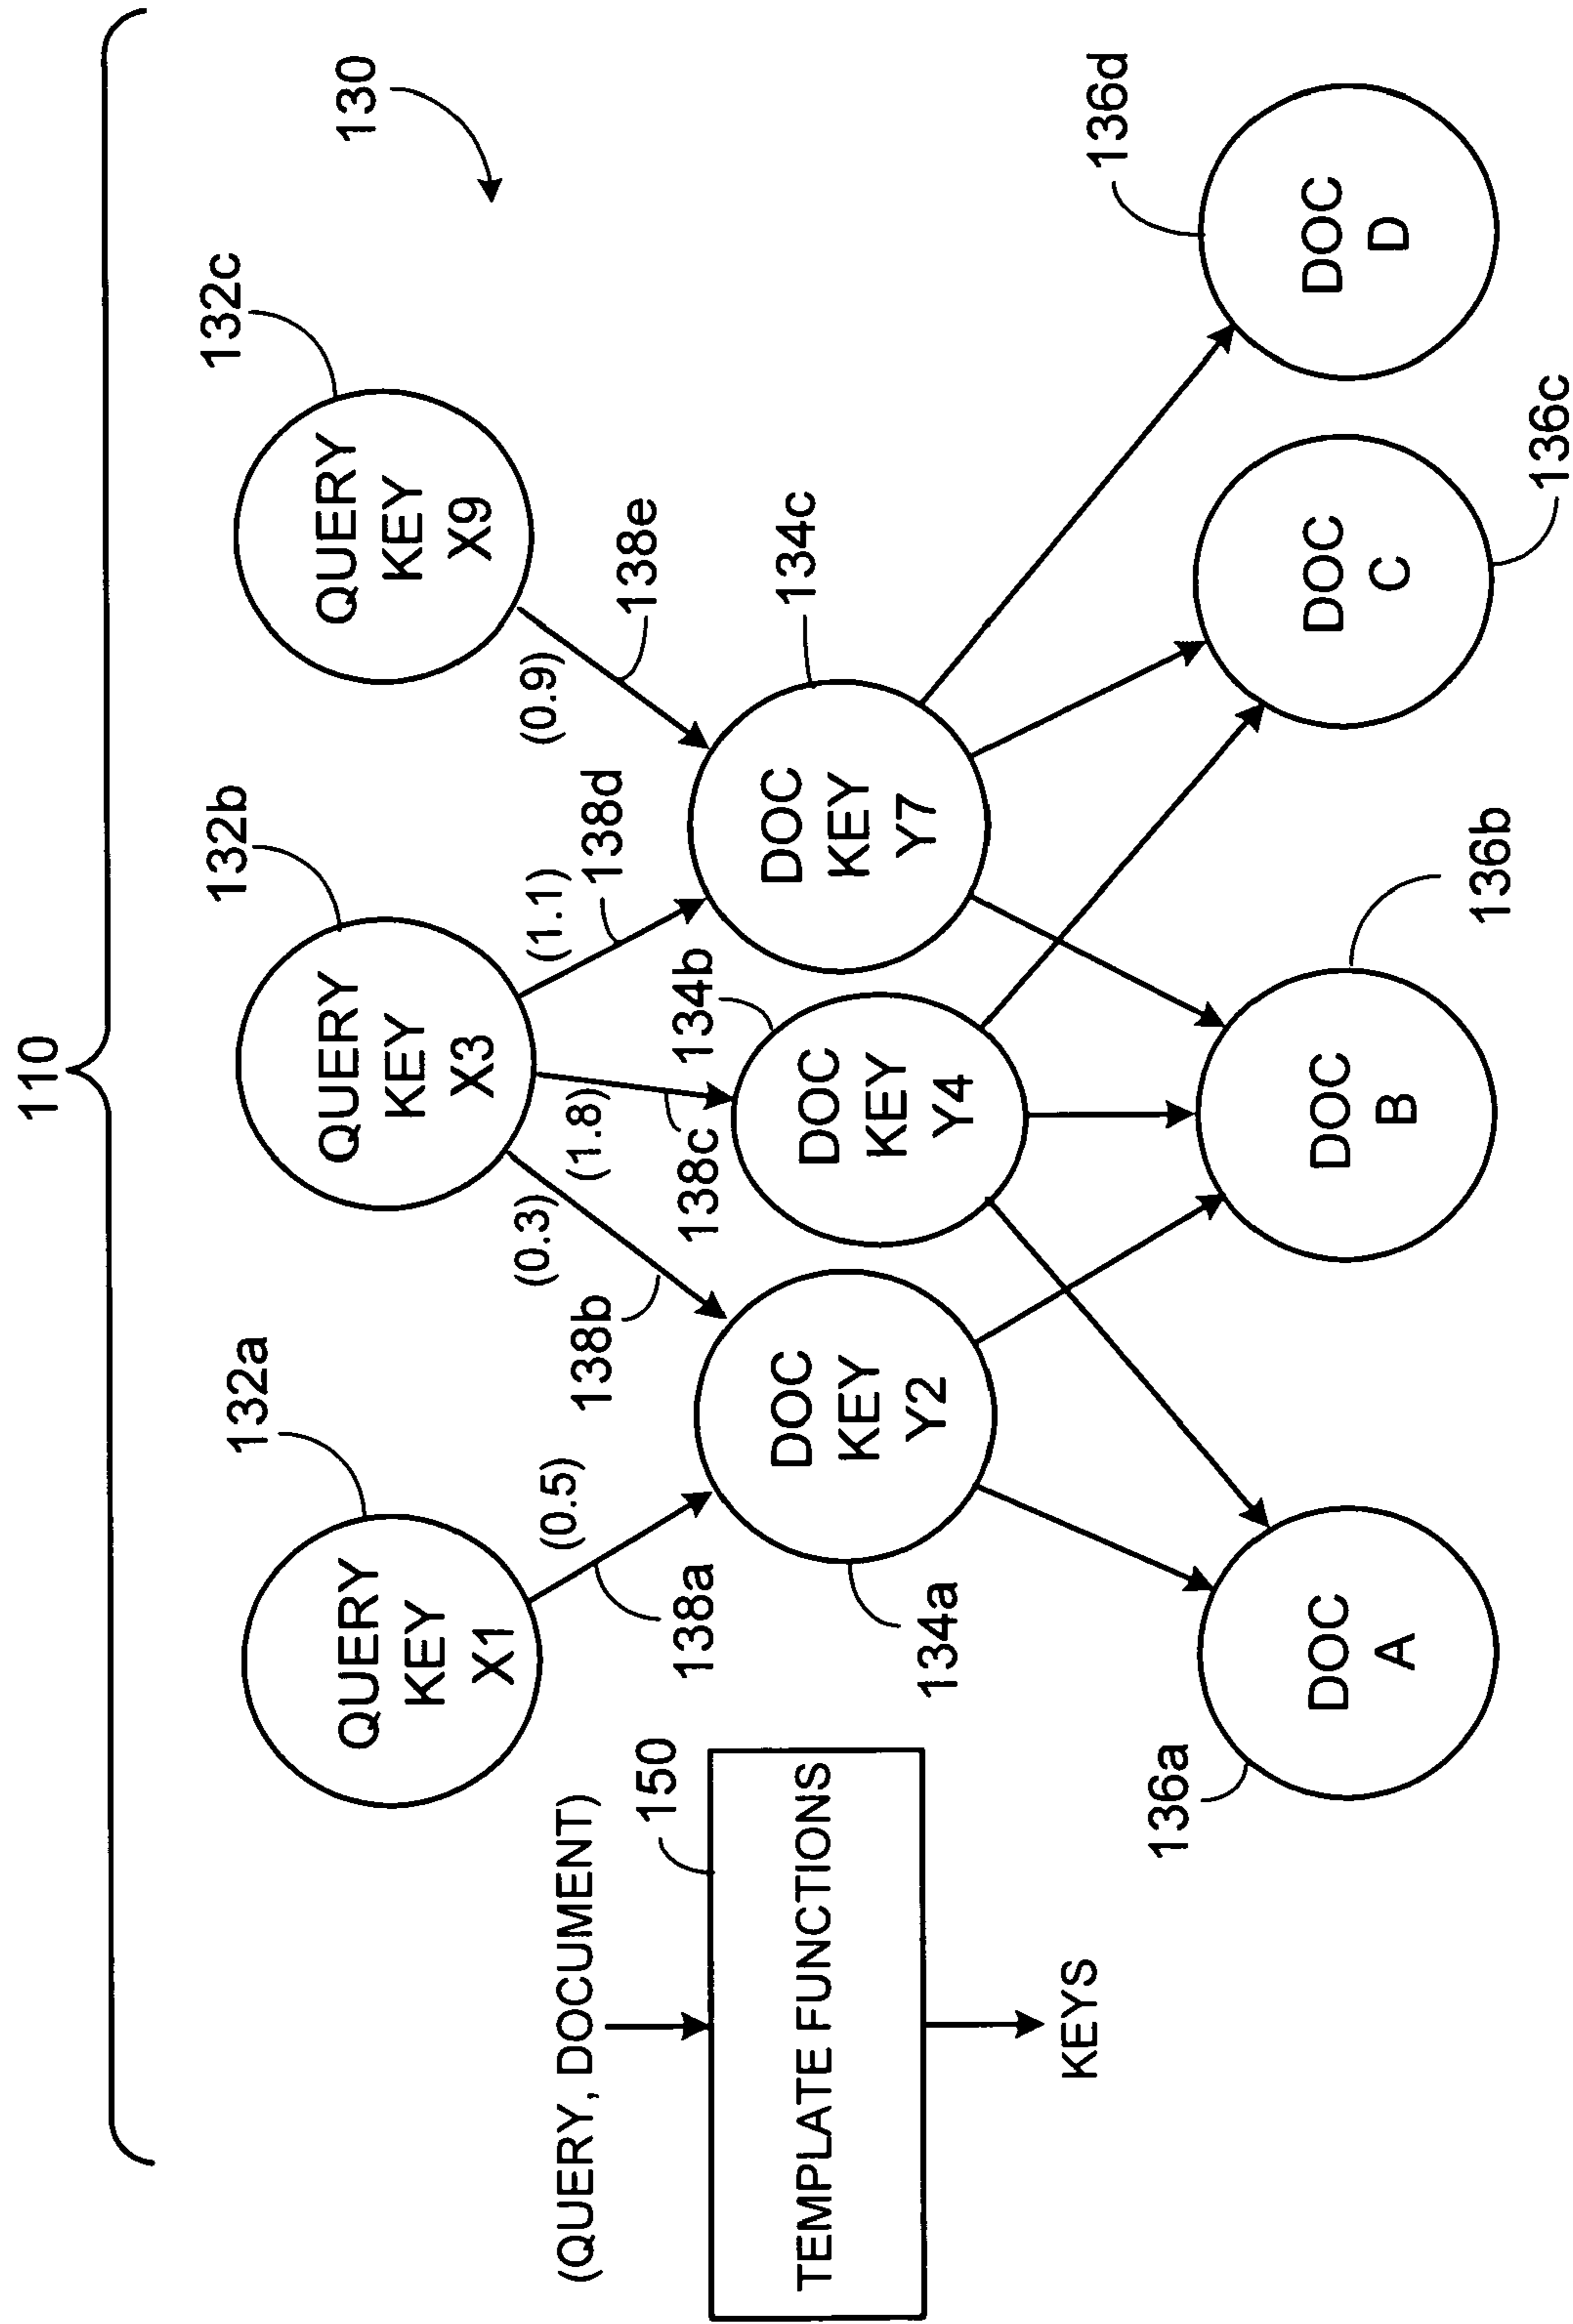 110
130
132a
132b
132c
QUERY
KEY
X1
QUERY
KEY
X3
QUERY
KEY
X9
(QUERY, DOCUMENT)
150
TEMPLATE FUNCTIONS
KEYS
(0.5)
138a
(0.3)
138b
(1.8)
138c
(1.1)
138d
(0.9)
138e
134a
134b
134c
DOC
KEY
Y2
DOC
KEY
Y4
DOC
KEY
Y7
136a
136b
136c
136d
DOC
A
DOC
B
DOC
C
DOC
D